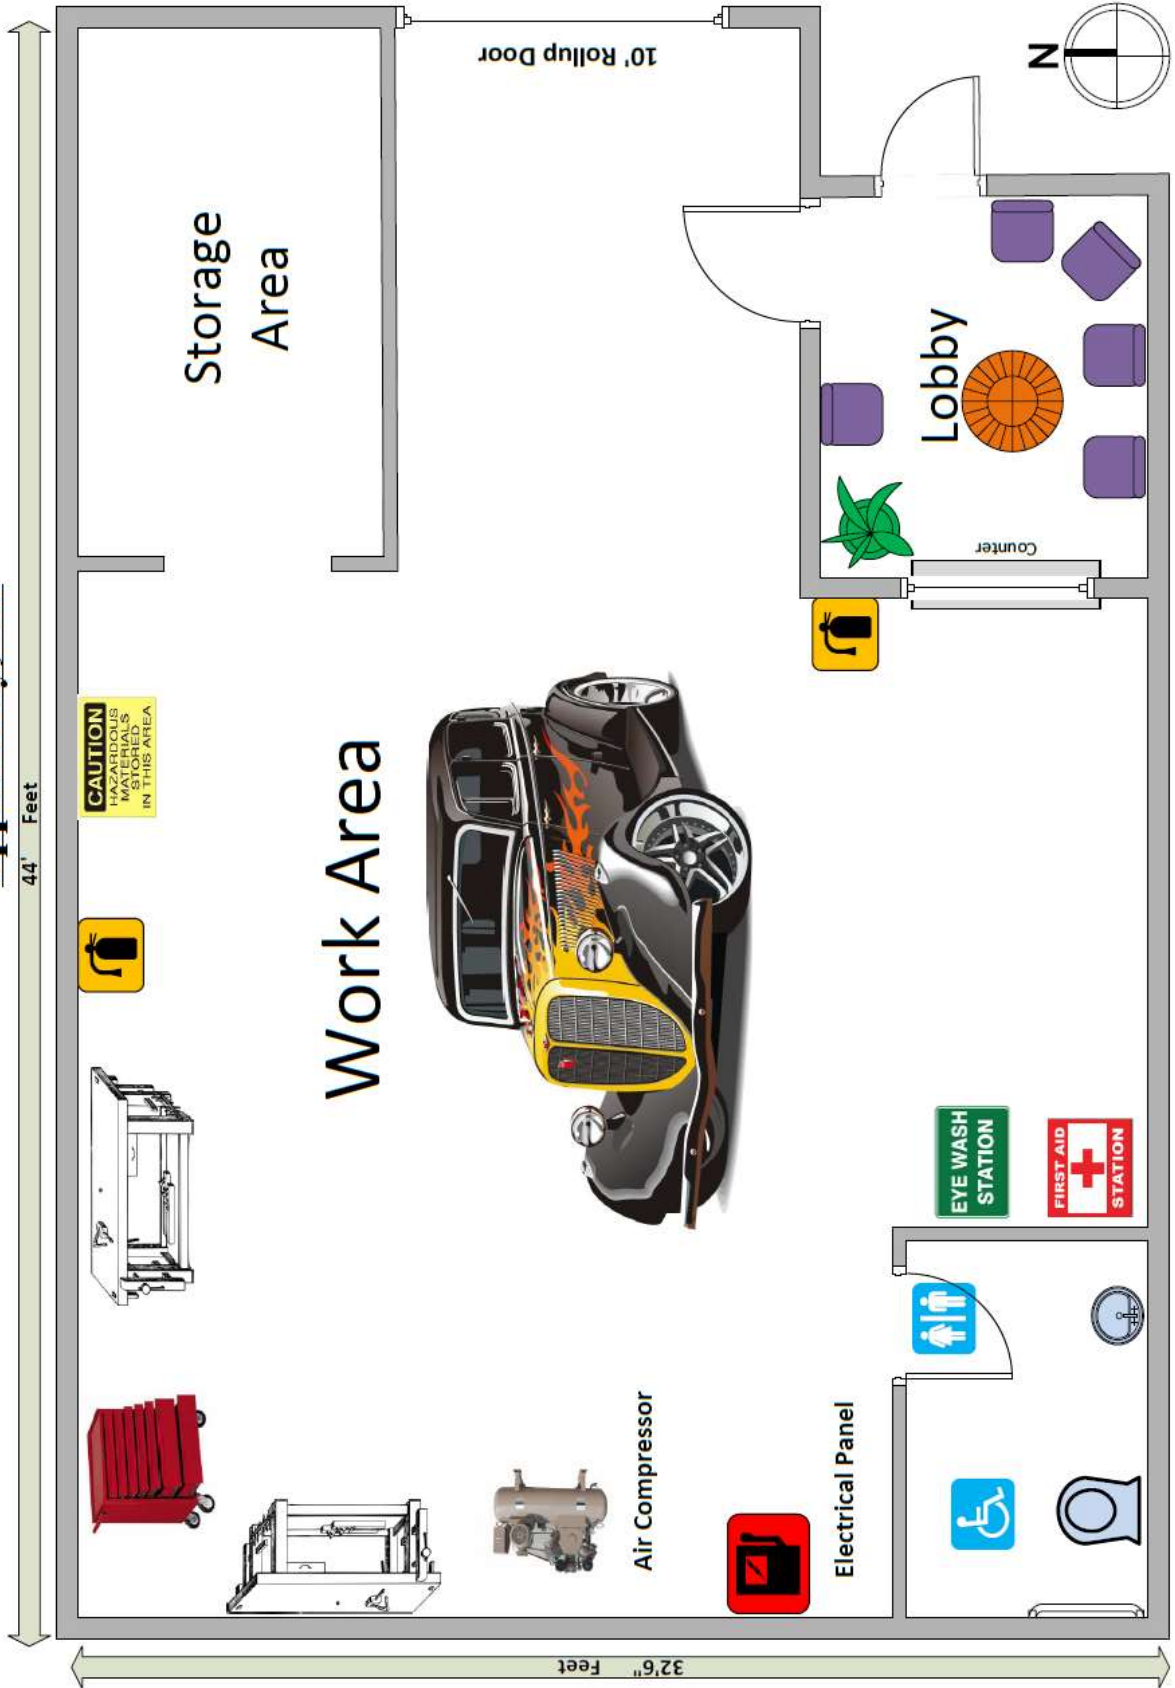 44' Feet
10' Rollup Door
N
Storage
Area
CAUTION
HAZARDOUS
MATERIALS
STORED
IN THIS AREA
Work Area
Lobby
Counter
EYE WASH
STATION
FIRST AID
STATION
Air Compressor
Electrical Panel
32'6" Feet